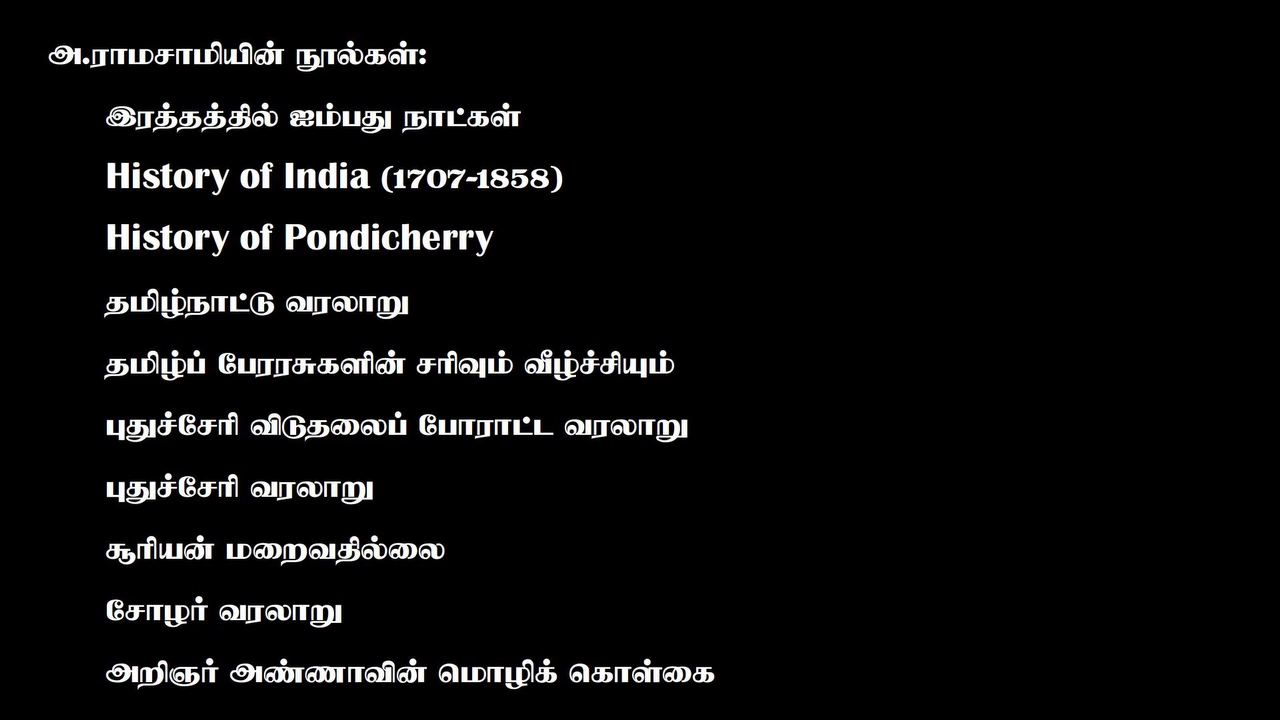 அ.ராமசாமியின் நூல்கள்:
இரத்தத்தில் ஐம்பது நாட்கள்
History of India (1707-1858)
History of Pondicherry
தமிழ்நாட்டு வரலாறு
தமிழ்ப் பேரரசுகளின் சரிவும் வீழ்ச்சியும்
புதுச்சேரி விடுதலைப் போராட்ட வரலாறு
புதுச்சேரி வரலாறு
சூரியன் மறைவதில்லை
சோழர் வரலாறு
அறிஞர் அண்ணாவின் மொழிக் கொள்கை